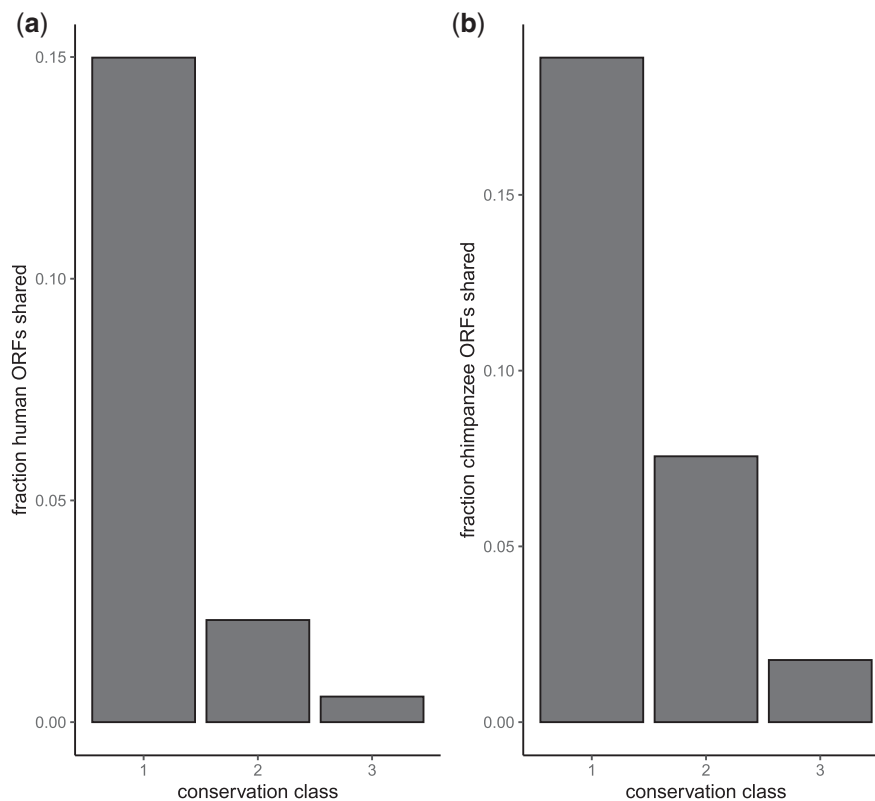 (a)
fraction human ORFs shared
0.15
0.10
0.05
0.00
1 2 3
conservation class
(b)
fraction chimpanzee ORFs shared
0.15
0.10
0.05
0.00
1 2 3
conservation class